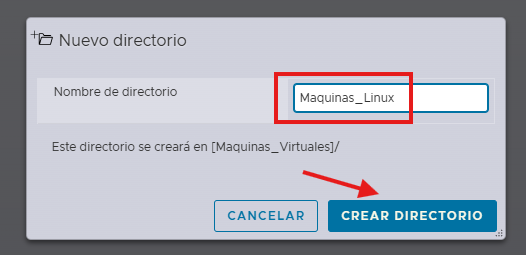 Nuevo directorio
Nombre de directorio
Maquinas_Linux
Este directorio se creará en [Maquinas_Virtuales]/
CANCELAR
CREAR DIRECTORIO